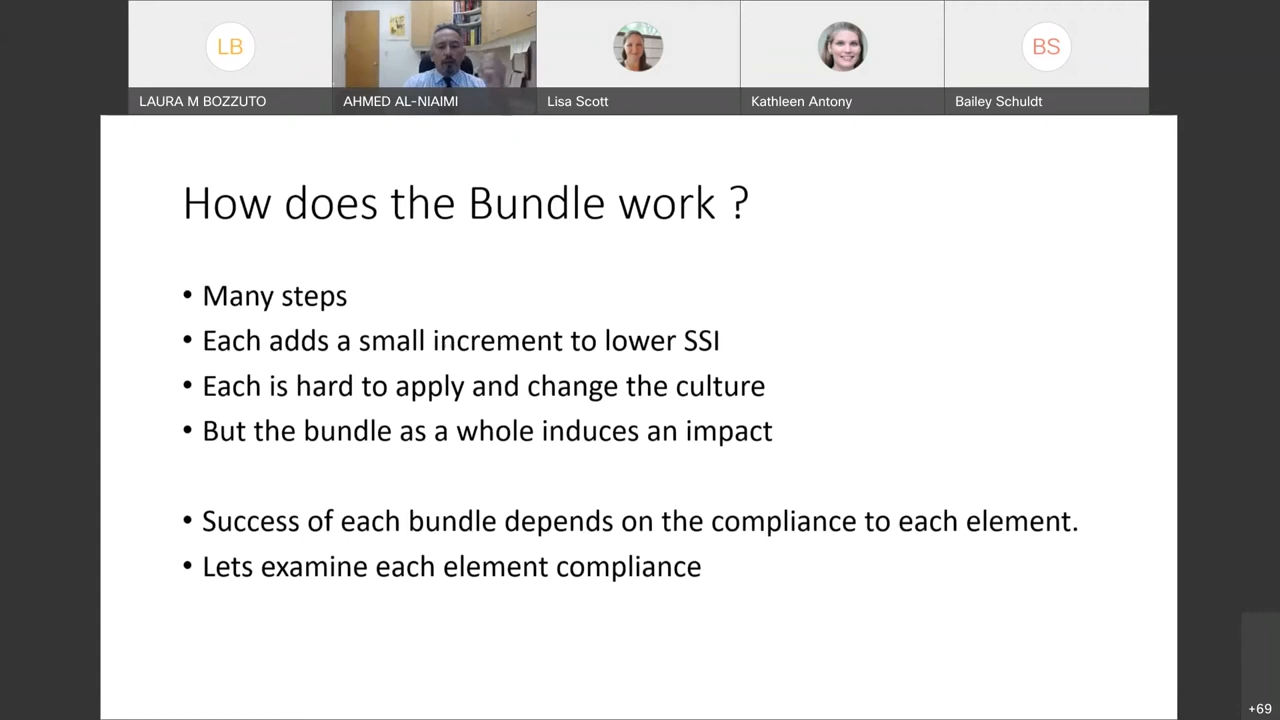 LB
BS
LAURA M BOZZUTO
AHMED AL-NIAIMI
Lisa Scott
Kathleen Antony
Bailey Schuldt
How does the Bundle work ?
• Many steps
• Each adds a small increment to lower SSI
• Each is hard to apply and change the culture
• But the bundle as a whole induces an impact
• Success of each bundle depends on the compliance to each element.
• Lets examine each element compliance
+69